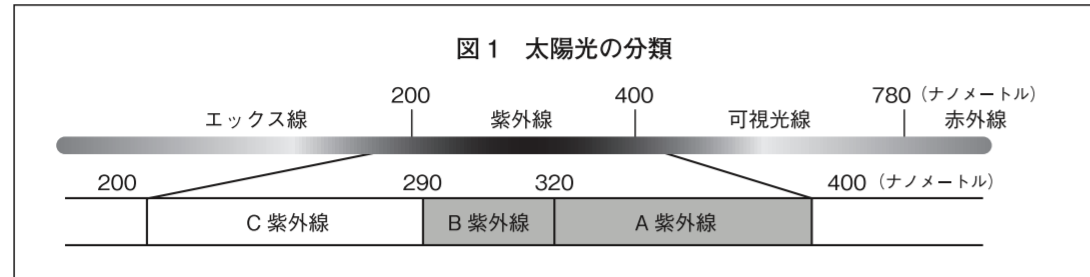 図1 太陽光の分類
200 400 780（ナノメートル）
エックス線 紫外線 可視光線 赤外線
200 290 320 400（ナノメートル）
C 紫外線 B 紫外線 A 紫外線